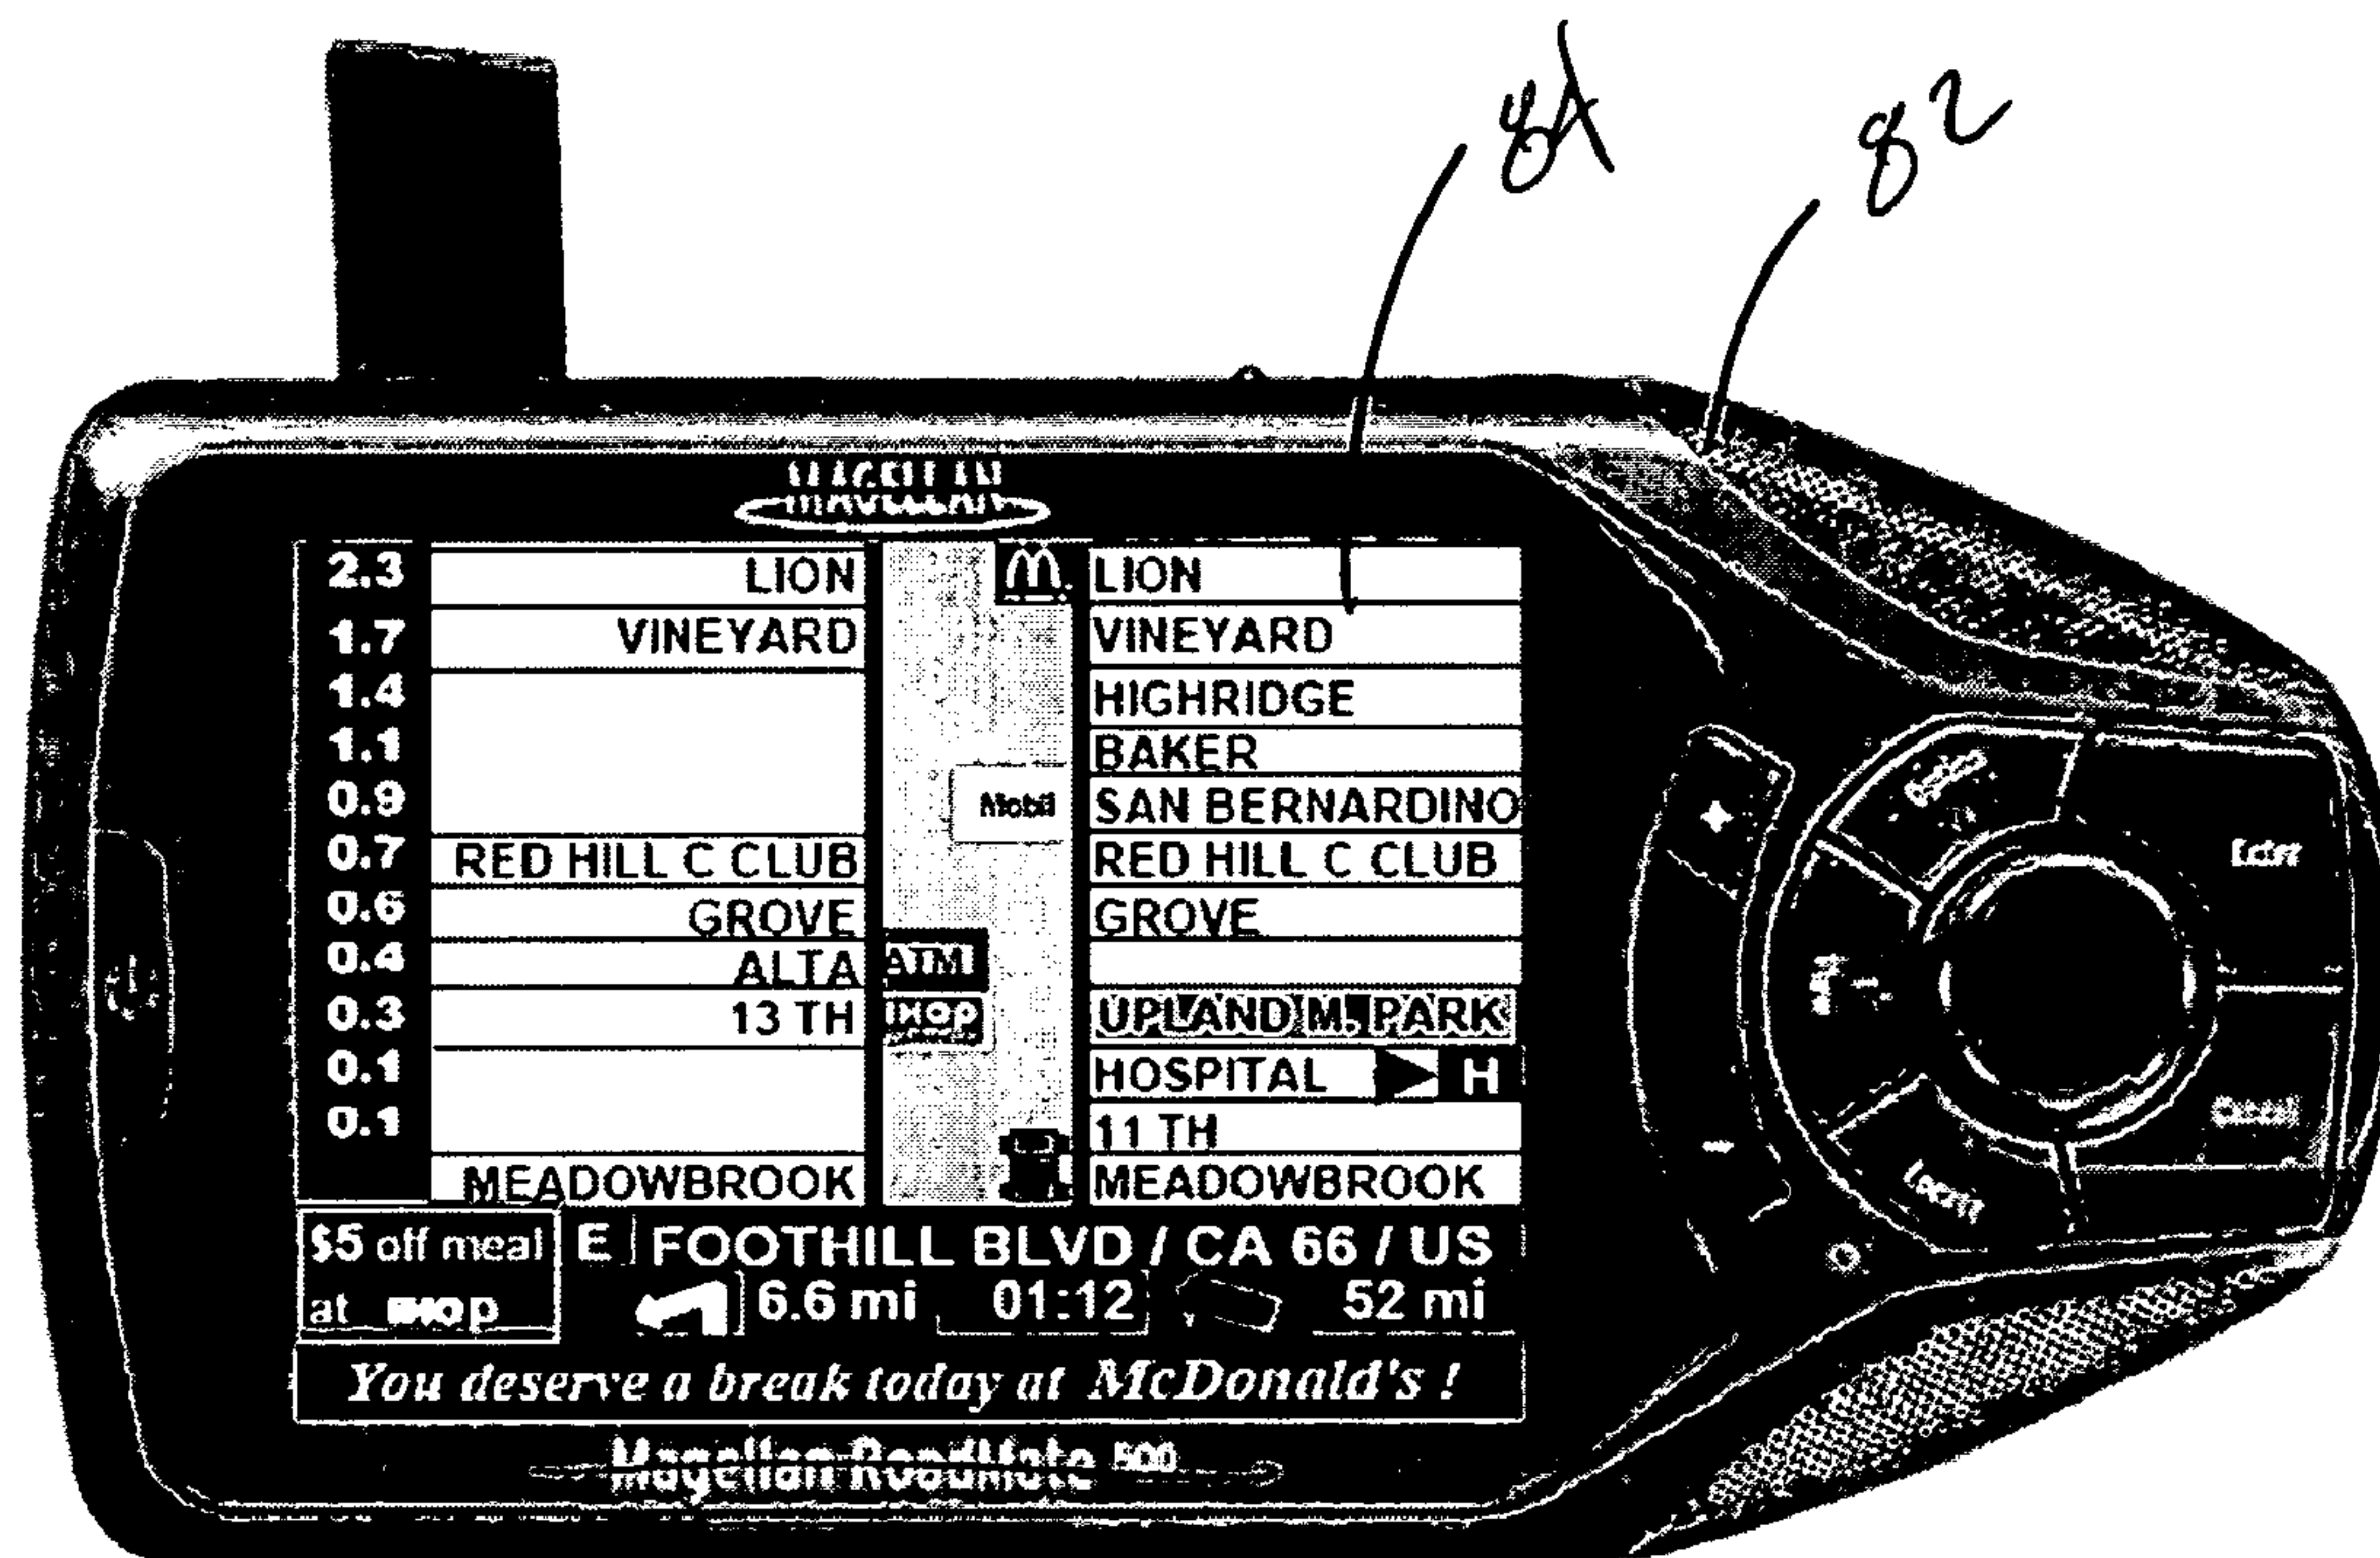 84
82
MAGELLAN
2.3 LION M LION
1.7 VINEYARD VINEYARD
1.4 HIGHRIDGE
1.1 BAKER
0.9 Mobil SAN BERNARDINO
0.7 RED HILL C CLUB RED HILL C CLUB
0.6 GROVE GROVE
0.4 ALTA ATM
0.3 13 TH IHOP UPLAND M. PARK
0.1 HOSPITAL H
0.1 11 TH
MEADOWBROOK MEADOWBROOK
$5 off meal E FOOTHILL BLVD / CA 66 / US
at IHOP 6.6 mi 01:12 52 mi
You deserve a break today at McDonald's !
Magellan RoadMate 500
+
-